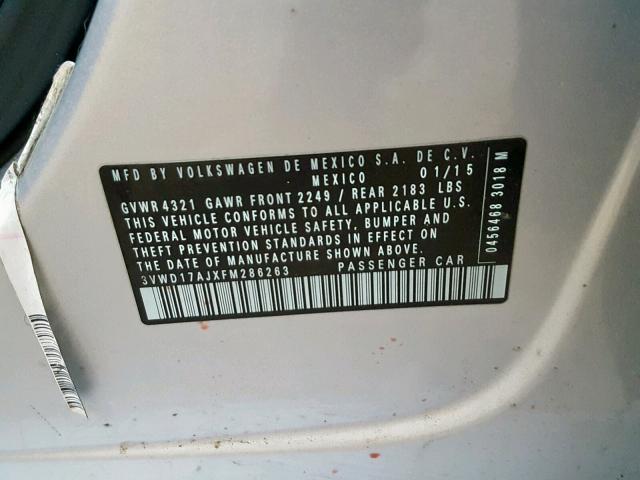 MFD BY VOLKSWAGEN DE MEXICO S.A. DE C.V.
MEXICO 01/15
GVWR 4321 GAWR FRONT 2249 / REAR 2183 LBS
THIS VEHICLE CONFORMS TO ALL APPLICABLE U.S.
FEDERAL MOTOR VEHICLE SAFETY, BUMPER AND
THEFT PREVENTION STANDARDS IN EFFECT ON
THE DATE OF MANUFACTURE SHOWN ABOVE.
3VWD17AJXFM286263 PASSENGER CAR
0456468 3018 M